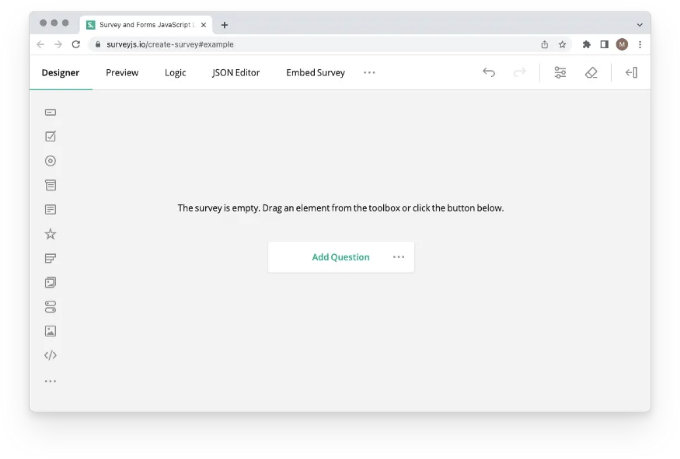 Survey and Forms JavaScript
surveyjs.io/create-survey#example
M
Designer
Preview
Logic
JSON Editor
Embed Survey
The survey is empty. Drag an element from the toolbox or click the button below.
Add Question